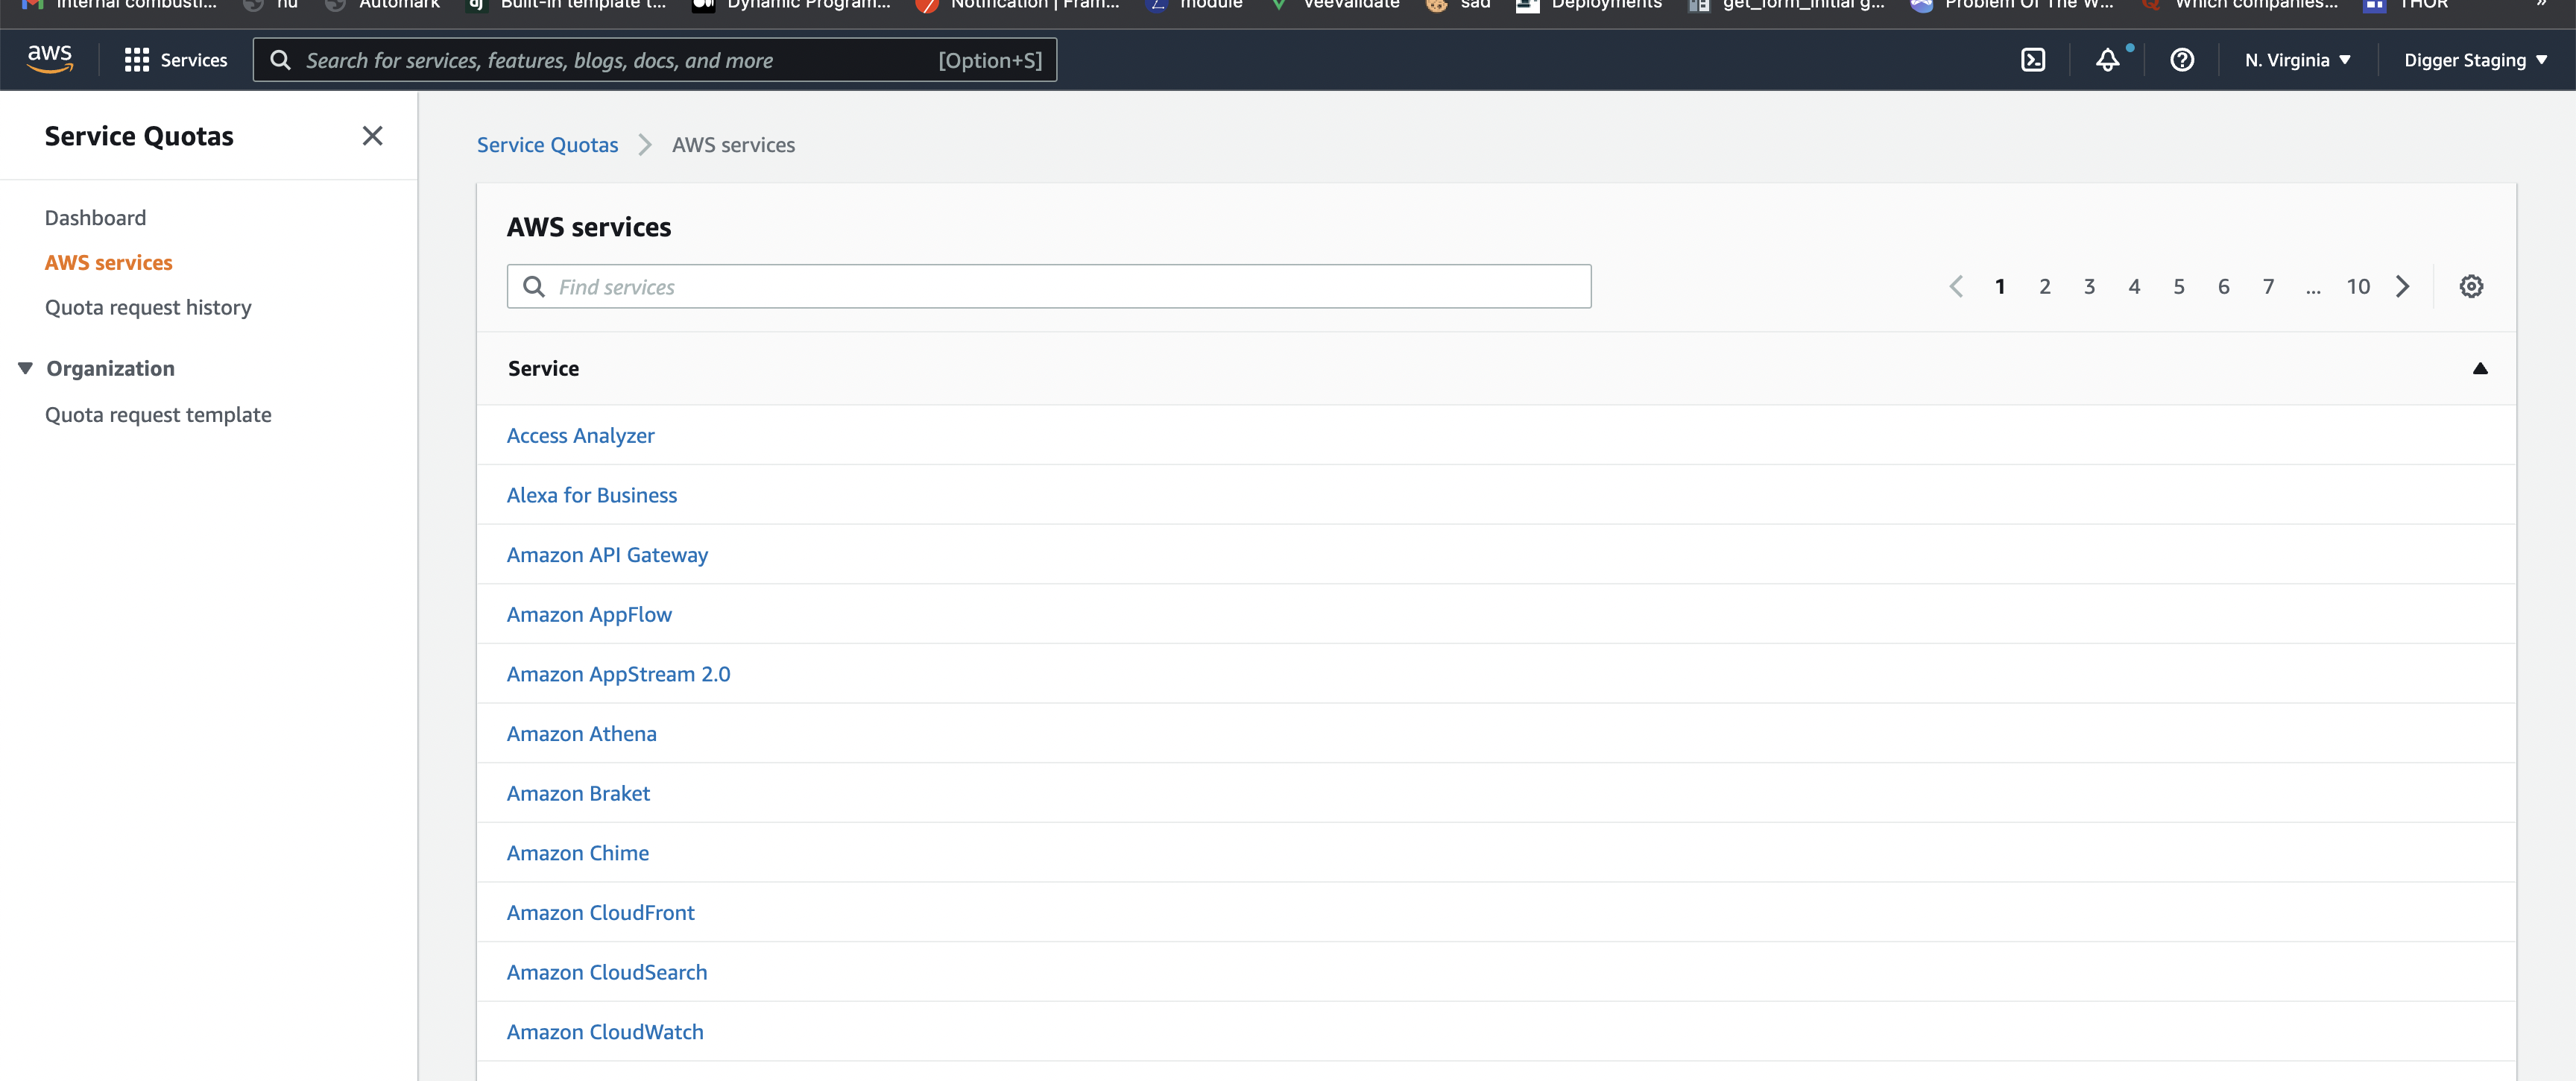 Internal combusti... nu Automark Built-in template t... Dynamic Program... Notification | Fram... module VeeValidate sad Deployments get_form_initial g... Problem Of The W... Which companies... THOR »
aws Services Search for services, features, blogs, docs, and more [Option+S] N. Virginia Digger Staging
Service Quotas
Dashboard
AWS services
Quota request history
Organization
Quota request template
Service Quotas AWS services
AWS services
Find services 1 2 3 4 5 6 7 ... 10
Service
Access Analyzer
Alexa for Business
Amazon API Gateway
Amazon AppFlow
Amazon AppStream 2.0
Amazon Athena
Amazon Braket
Amazon Chime
Amazon CloudFront
Amazon CloudSearch
Amazon CloudWatch